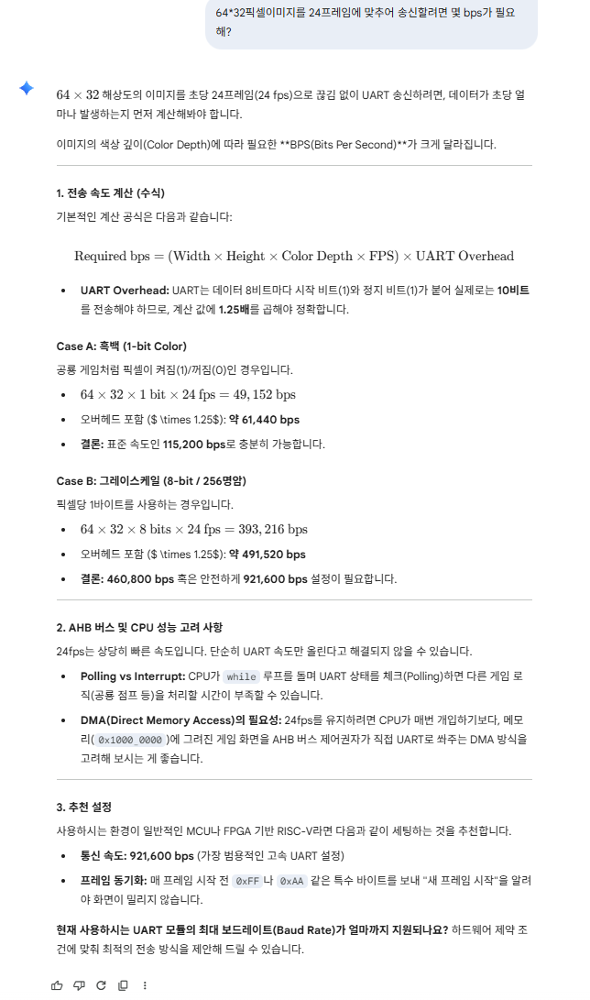 64*32픽셀이미지를 24프레임에 맞추어 송신할려면 몇 bps가 필요
해?
64 × 32 해상도의 이미지를 초당 24프레임(24 fps)으로 끊김 없이 UART 송신하려면, 데이터가 초당 얼
마나 발생하는지 먼저 계산해봐야 합니다.
이미지의 색상 깊이(Color Depth)에 따라 필요한 **BPS(Bits Per Second)**가 크게 달라집니다.
1. 전송 속도 계산 (수식)
기본적인 계산 공식은 다음과 같습니다:
Required bps = (Width × Height × Color Depth × FPS) × UART Overhead
• UART Overhead: UART는 데이터 8비트마다 시작 비트(1)와 정지 비트(1)가 붙어 실제로는 10비트
를 전송해야 하므로, 계산 값에 1.25배를 곱해야 정확합니다.
Case A: 흑백 (1-bit Color)
공룡 게임처럼 픽셀이 켜짐(1)/꺼짐(0)인 경우입니다.
• 64 × 32 × 1 bit × 24 fps = 49, 152 bps
• 오버헤드 포함 ($ \times 1.25$): 약 61,440 bps
• 결론: 표준 속도인 115,200 bps로 충분히 가능합니다.
Case B: 그레이스케일 (8-bit / 256명암)
픽셀당 1바이트를 사용하는 경우입니다.
• 64 × 32 × 8 bits × 24 fps = 393, 216 bps
• 오버헤드 포함 ($ \times 1.25$): 약 491,520 bps
• 결론: 460,800 bps 혹은 안전하게 921,600 bps 설정이 필요합니다.
2. AHB 버스 및 CPU 성능 고려 사항
24fps는 상당히 빠른 속도입니다. 단순히 UART 속도만 올린다고 해결되지 않을 수 있습니다.
• Polling vs Interrupt: CPU가 while 루프를 돌며 UART 상태를 체크(Polling)하면 다른 게임 로
직(공룡 점프 등)을 처리할 시간이 부족할 수 있습니다.
• DMA(Direct Memory Access)의 필요성: 24fps를 유지하려면 CPU가 매번 개입하기보다, 메모
리( 0x1000_0000 )에 그려진 게임 화면을 AHB 버스 제어권자가 직접 UART로 쏴주는 DMA 방식을
고려해 보시는 게 좋습니다.
3. 추천 설정
사용하시는 환경이 일반적인 MCU나 FPGA 기반 RISC-V라면 다음과 같이 세팅하는 것을 추천합니다.
• 통신 속도: 921,600 bps (가장 범용적인 고속 UART 설정)
• 프레임 동기화: 매 프레임 시작 전 0xFF 나 0xAA 같은 특수 바이트를 보내 "새 프레임 시작"을 알려
야 화면이 밀리지 않습니다.
현재 사용하시는 UART 모듈의 최대 보드레이트(Baud Rate)가 얼마까지 지원되나요? 하드웨어 제약 조
건에 맞춰 최적의 전송 방식을 제안해 드릴 수 있습니다.